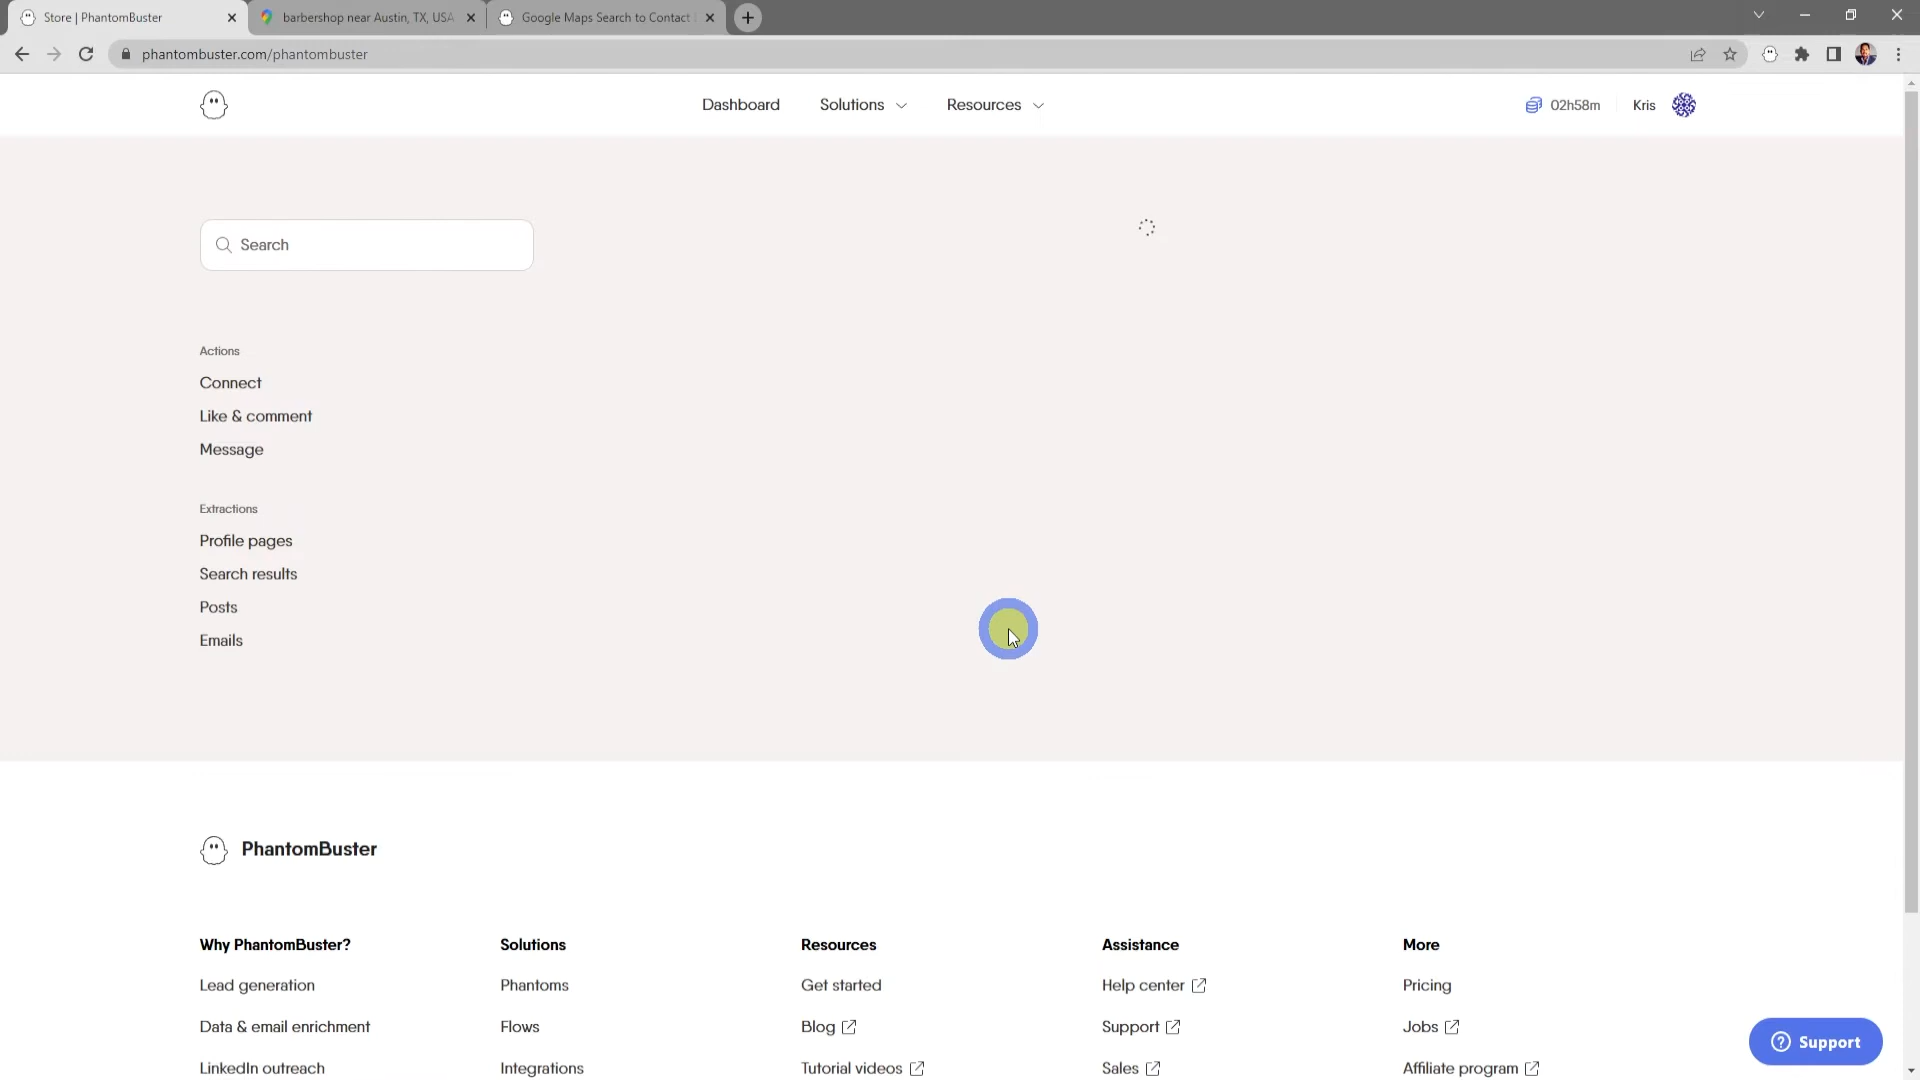 Store | PhantomBuster
barbershop near Austin, TX, USA
Google Maps Search to Contact
phantombuster.com/phantombuster
Dashboard
Solutions
Resources
02h58m
Kris
Search
Actions
Connect
Like & comment
Message
Extractions
Profile pages
Search results
Posts
Emails
PhantomBuster
Why PhantomBuster?
Solutions
Resources
Assistance
More
Lead generation
Phantoms
Get started
Help center
Pricing
Data & email enrichment
Flows
Blog
Support
Jobs
Support
LinkedIn outreach
Integrations
Tutorial videos
Sales
Affiliate program